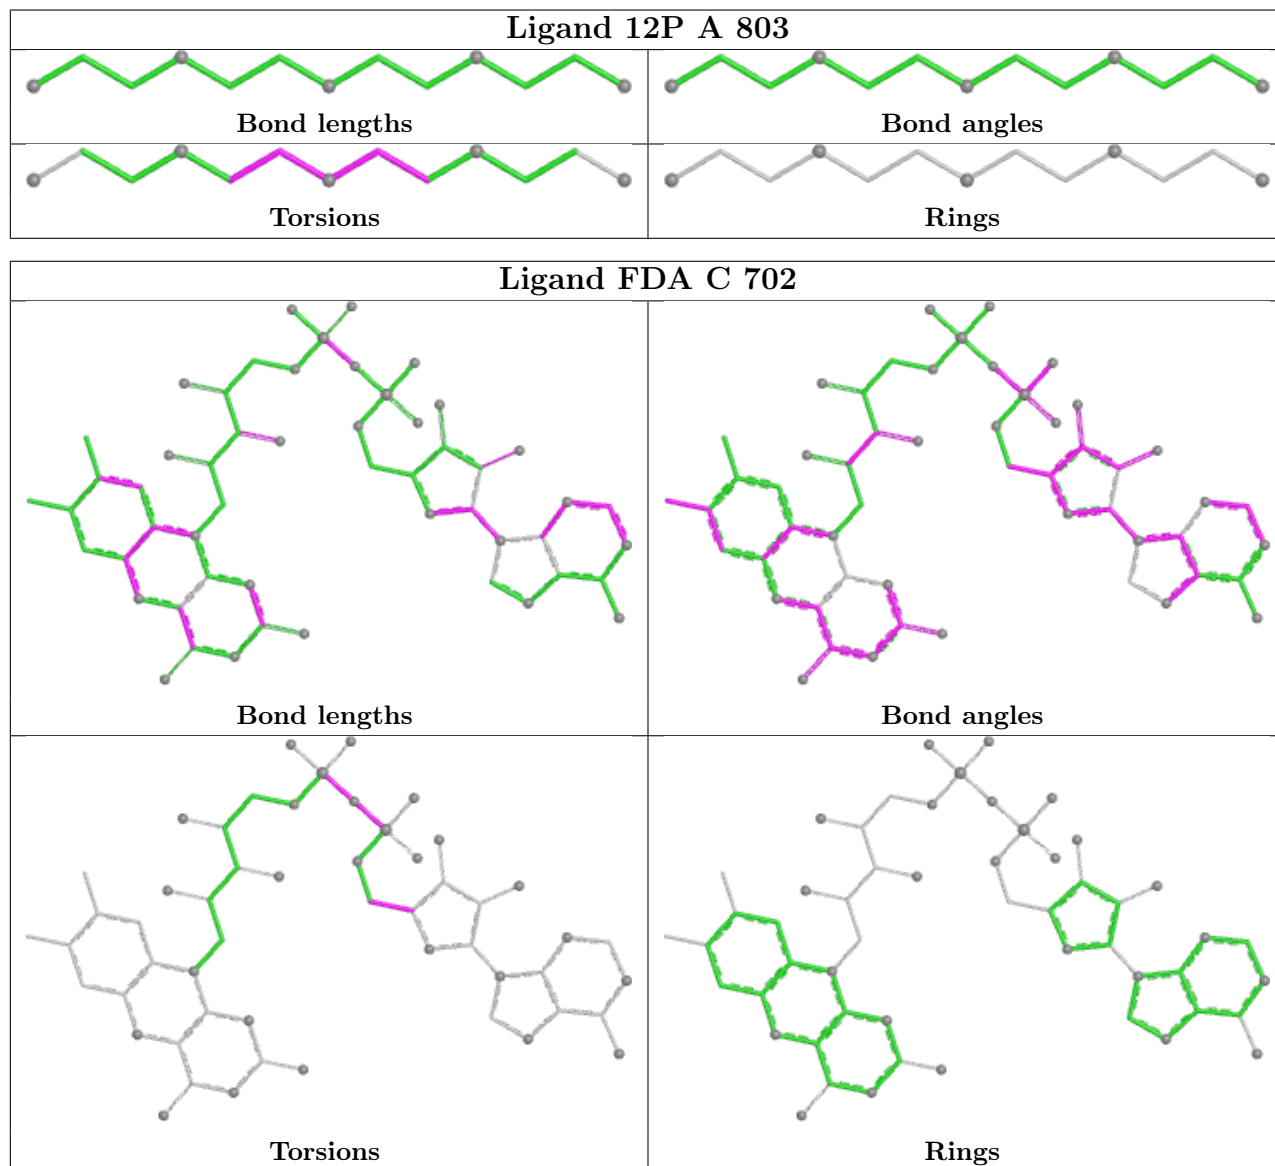 Ligand 12P A 803
Bond lengths
Bond angles
Torsions
Rings
Ligand FDA C 702
Bond lengths
Bond angles
Torsions
Rings